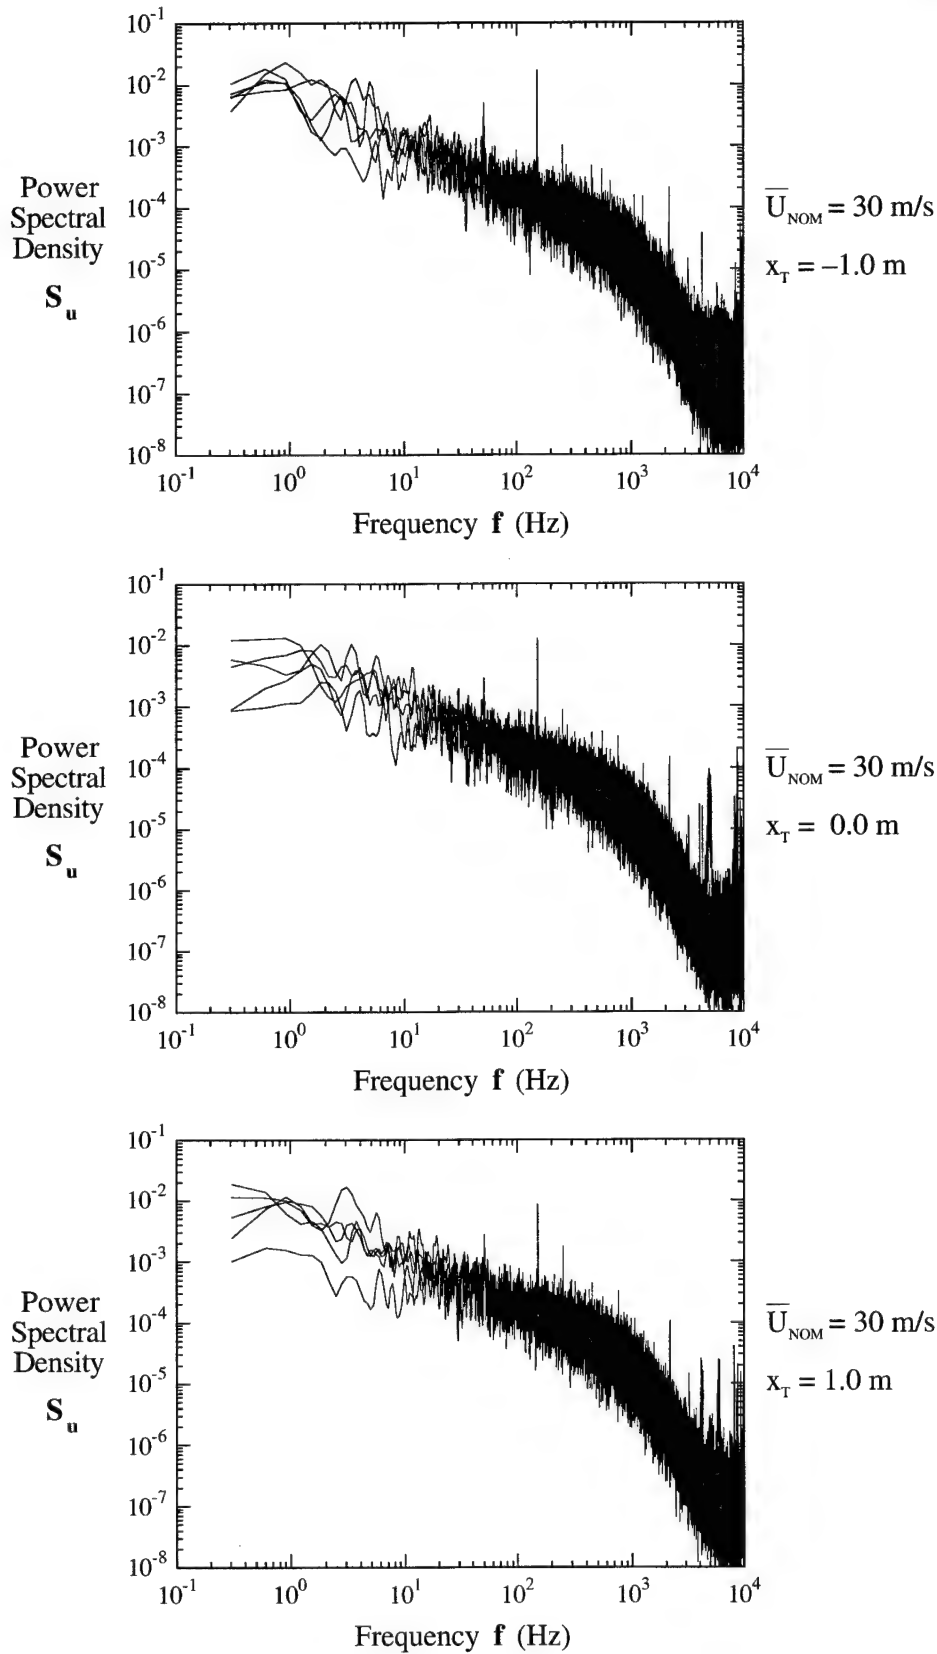 10^-1
10^-2
10^-3
10^-4
10^-5
10^-6
10^-7
10^-8
Power
Spectral
Density
S_u
U̅_NOM = 30 m/s
x_T = –1.0 m
10^-1 10^0 10^1 10^2 10^3 10^4
Frequency f (Hz)
10^-1
10^-2
10^-3
10^-4
10^-5
10^-6
10^-7
10^-8
Power
Spectral
Density
S_u
U̅_NOM = 30 m/s
x_T = 0.0 m
10^-1 10^0 10^1 10^2 10^3 10^4
Frequency f (Hz)
10^-1
10^-2
10^-3
10^-4
10^-5
10^-6
10^-7
10^-8
Power
Spectral
Density
S_u
U̅_NOM = 30 m/s
x_T = 1.0 m
10^-1 10^0 10^1 10^2 10^3 10^4
Frequency f (Hz)